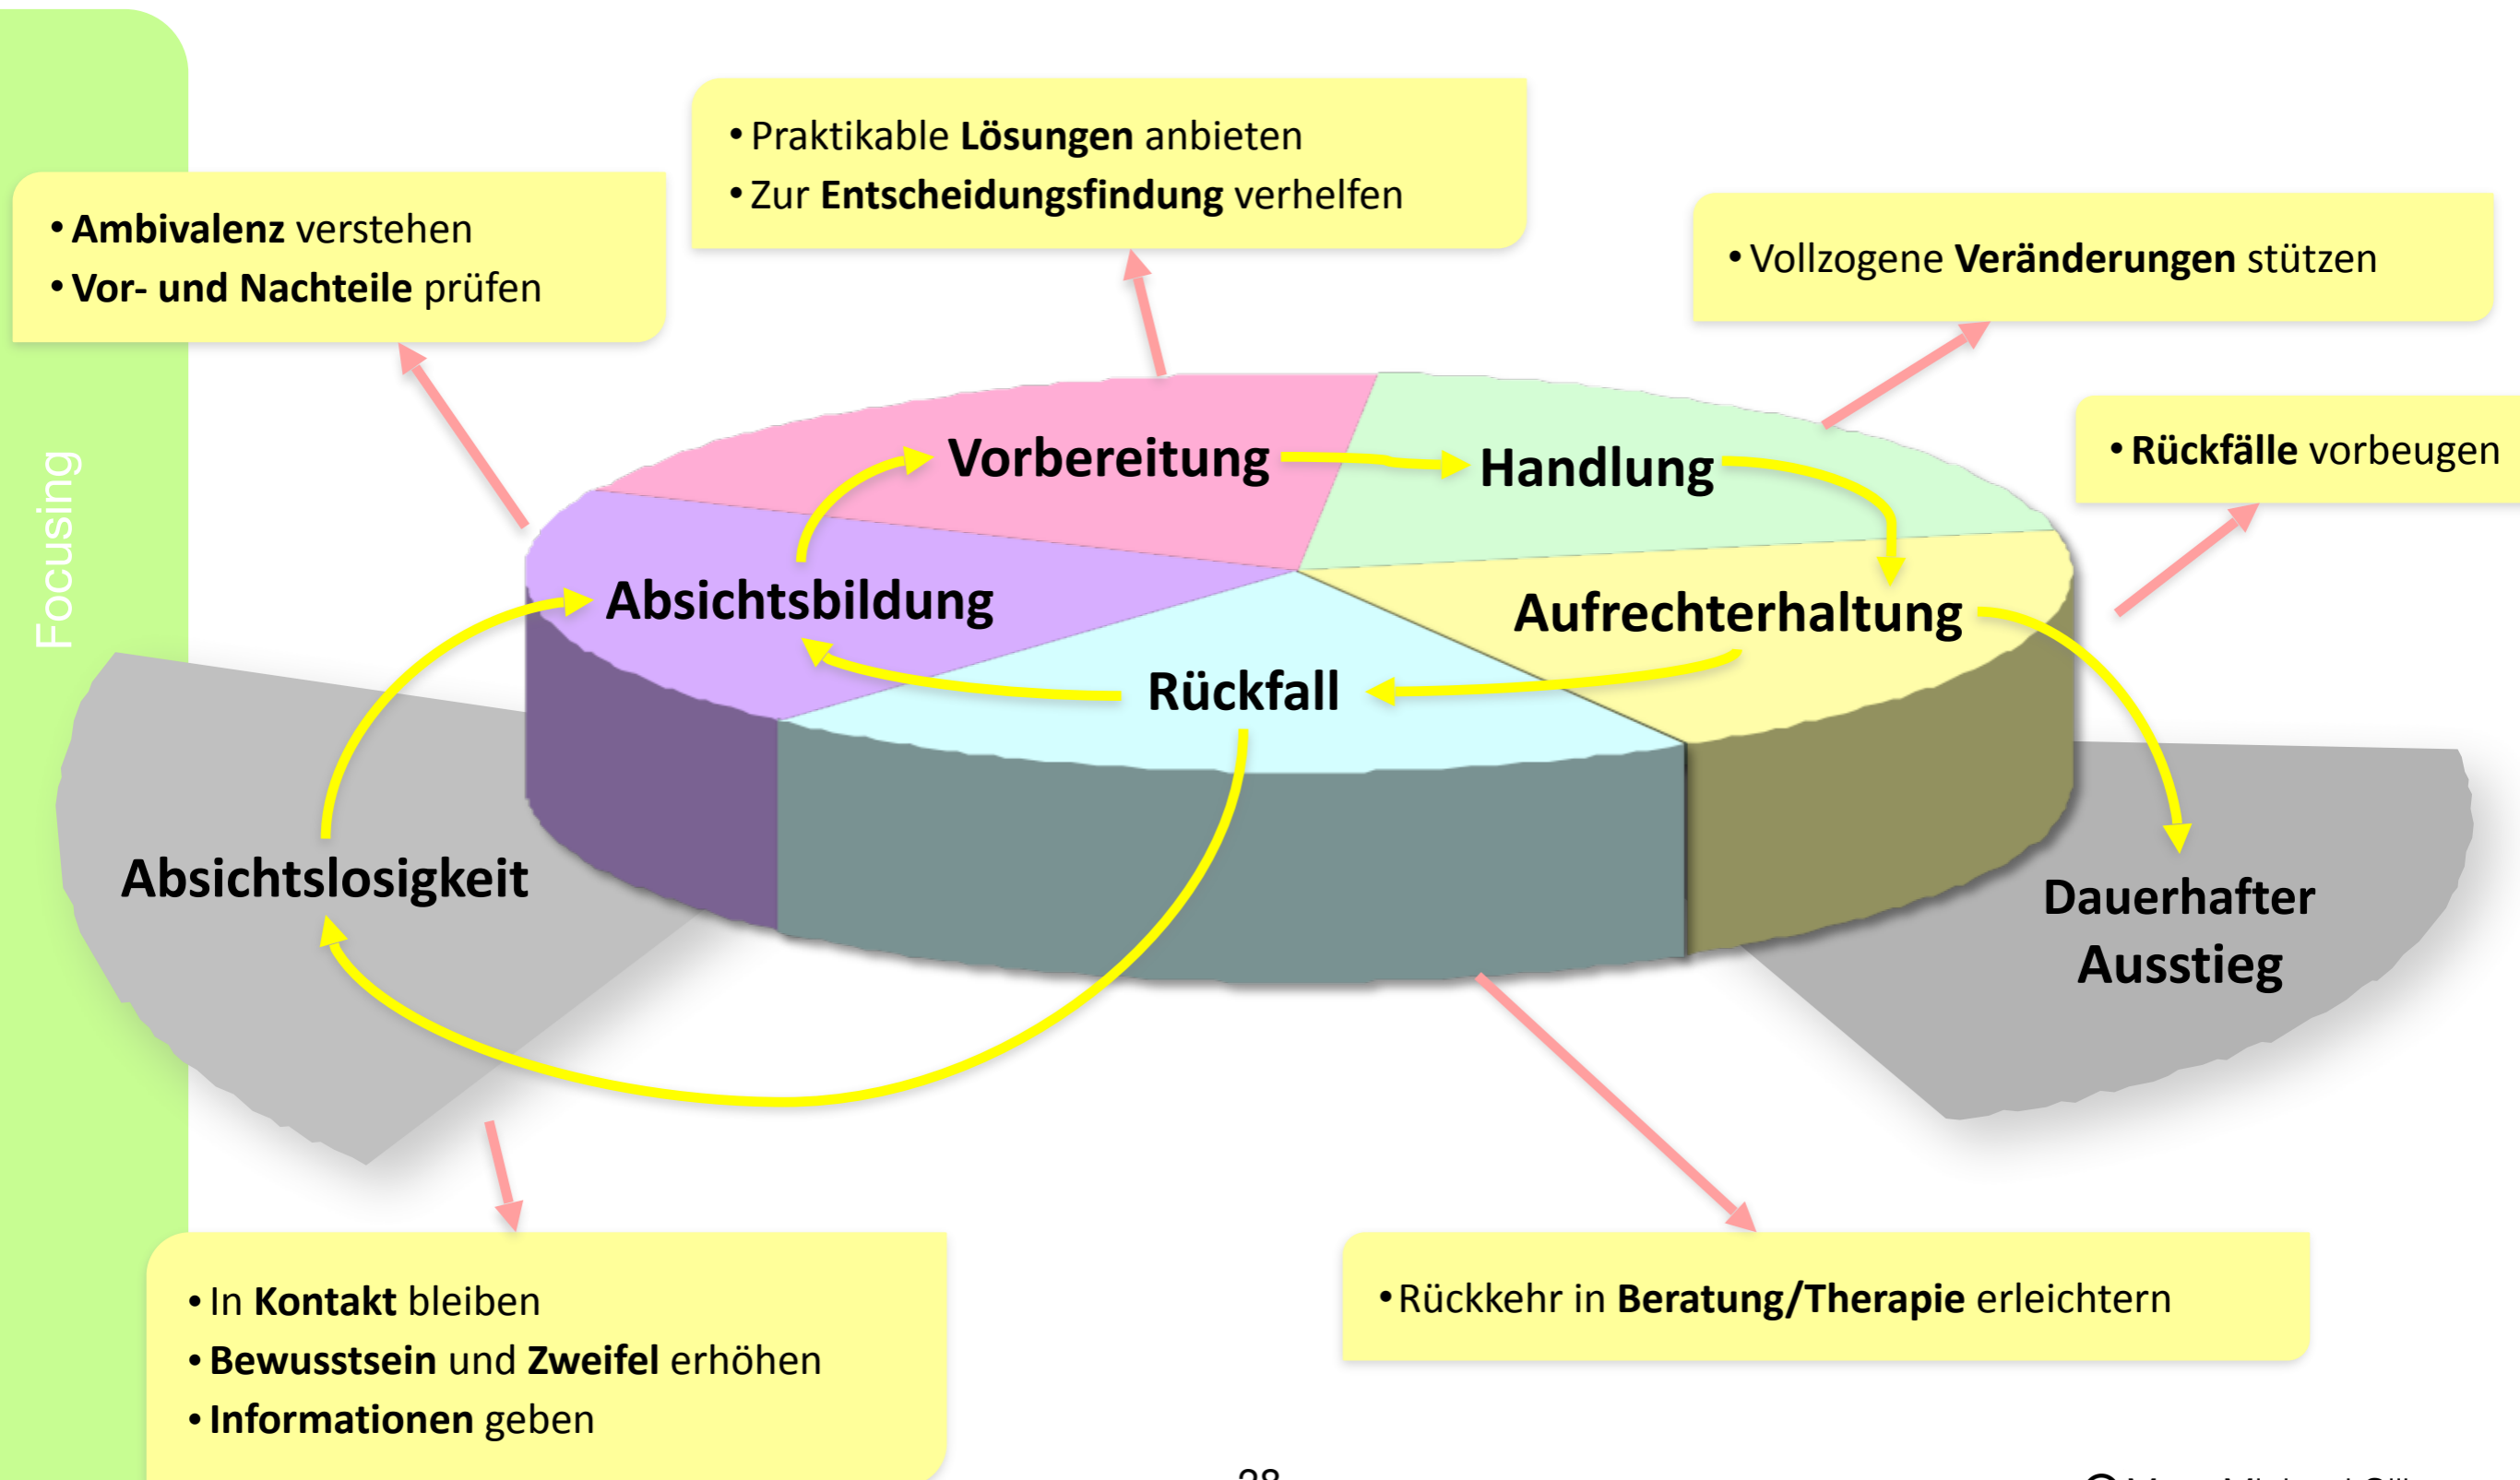 • Praktikable Lösungen anbieten
• Zur Entscheidungsfindung verhelfen
• Ambivalenz verstehen
• Vor- und Nachteile prüfen
• Vollzogene Veränderungen stützen
• Rückfälle vorbeugen
Focusing
Vorbereitung
Handlung
Absichtsbildung
Aufrechterhaltung
Rückfall
Absichtslosigkeit
Dauerhafter
Ausstieg
• In Kontakt bleiben
• Bewusstsein und Zweifel erhöhen
• Informationen geben
• Rückkehr in Beratung/Therapie erleichtern
28